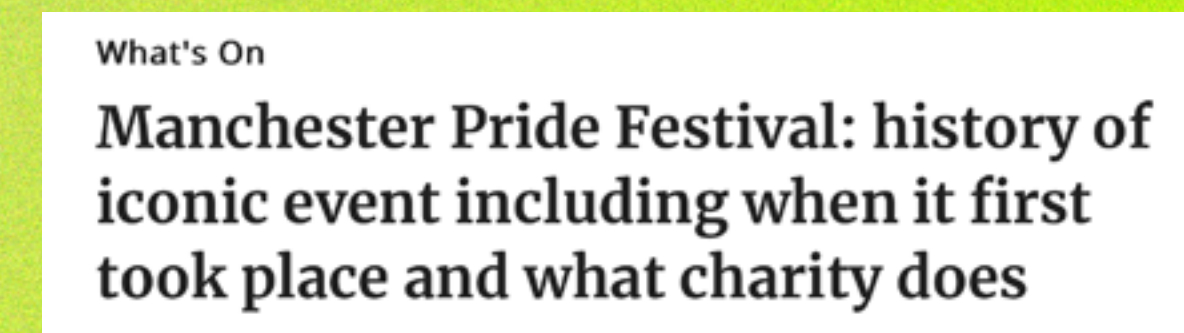 What's On
Manchester Pride Festival: history of
iconic event including when it first
took place and what charity does